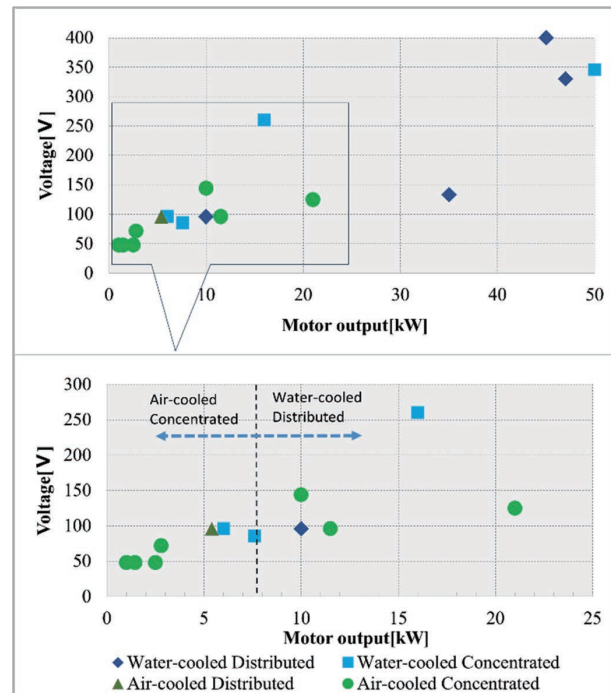 400
350
300
250
200
150
100
50
0
Voltage[V]
0 10 20 30 40 50
Motor output[kW]
300
250
200
150
100
50
0
Voltage[V]
Air-cooled Water-cooled
Concentrated Distributed
0 5 10 15 20 25
Motor output[kW]
Water-cooled Distributed Water-cooled Concentrated
Air-cooled Distributed Air-cooled Concentrated